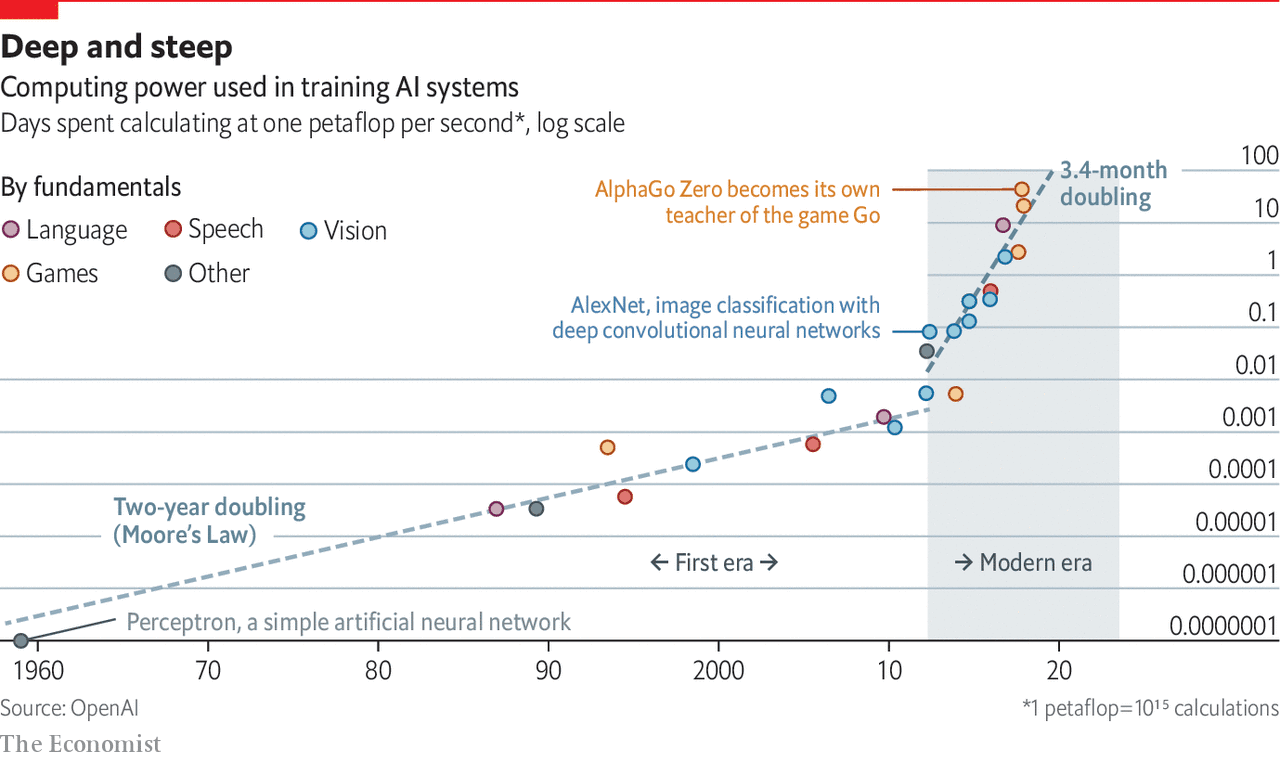 Deep and steep
Computing power used in training AI systems
Days spent calculating at one petaflop per second*, log scale
By fundamentals
Language
Speech
Vision
Games
Other
AlphaGo Zero becomes its own
teacher of the game Go
3.4-month
doubling
AlexNet, image classification with
deep convolutional neural networks
100
10
1
0.1
0.01
0.001
0.0001
0.00001
0.000001
0.0000001
Two-year doubling
(Moore's Law)
← First era →
→ Modern era
Perceptron, a simple artificial neural network
1960
70
80
90
2000
10
20
Source: OpenAI
*1 petaflop=10¹⁵ calculations
The Economist